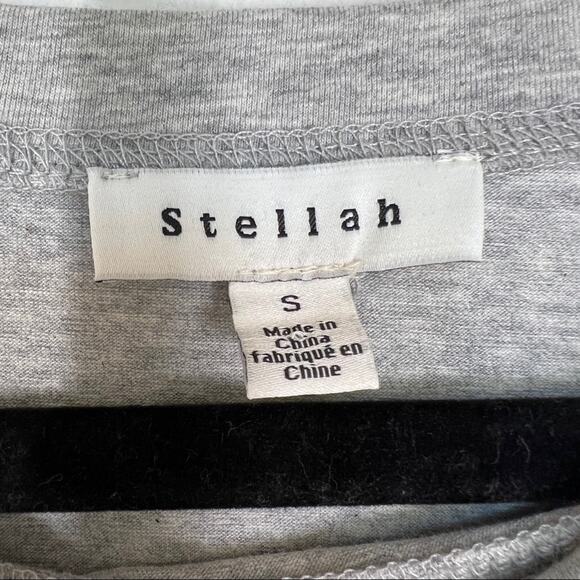 Stellah
S
Made in
China
fabriqué en
Chine